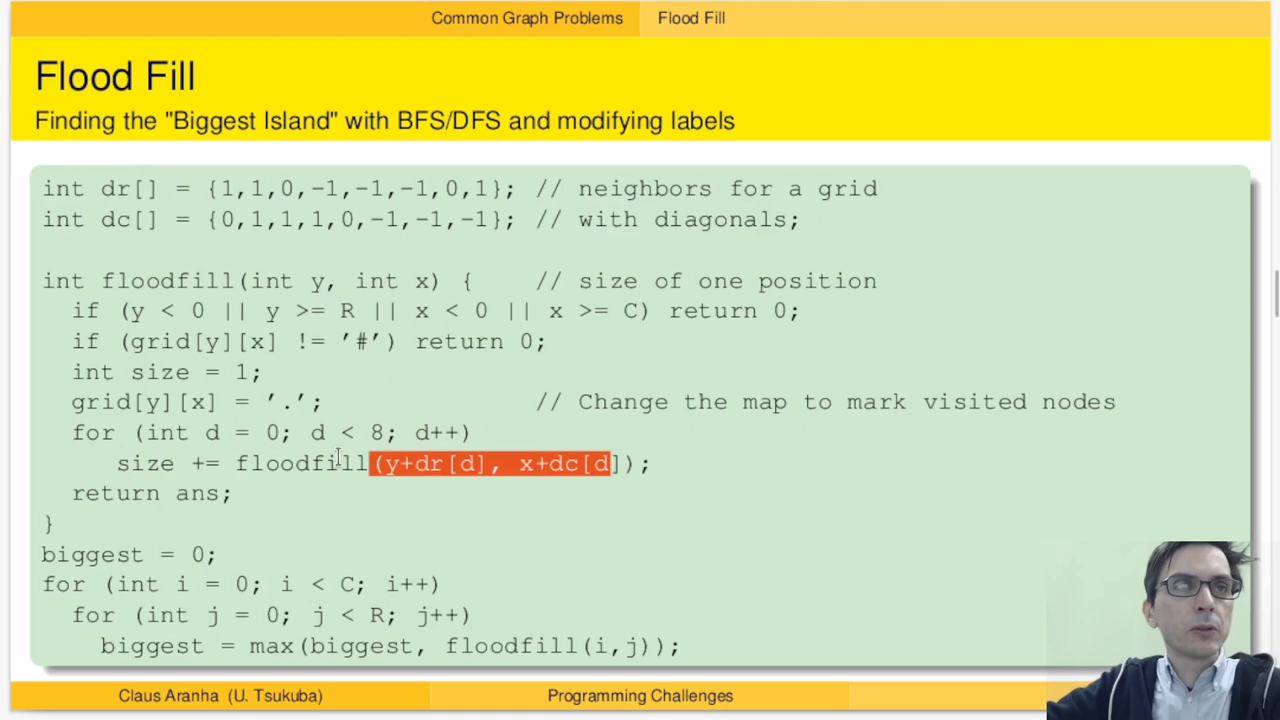 Common Graph Problems Flood Fill
Flood Fill
Finding the "Biggest Island" with BFS/DFS and modifying labels
int dr[] = {1,1,0,-1,-1,-1,0,1}; // neighbors for a grid
int dc[] = {0,1,1,1,0,-1,-1,-1}; // with diagonals;
int floodfill(int y, int x) { // size of one position
if (y < 0 || y >= R || x < 0 || x >= C) return 0;
if (grid[y][x] != '#') return 0;
int size = 1;
grid[y][x] = '.'; // Change the map to mark visited nodes
for (int d = 0; d < 8; d++)
size += floodfill(y+dr[d], x+dc[d]);
return ans;
}
biggest = 0;
for (int i = 0; i < C; i++)
for (int j = 0; j < R; j++)
biggest = max(biggest, floodfill(i,j));
Claus Aranha (U. Tsukuba) Programming Challenges